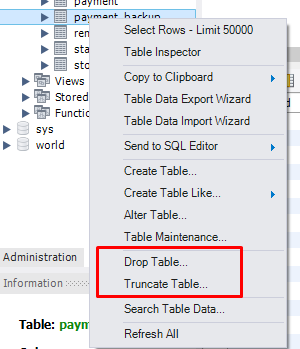 payment
payment_backup
Select Rows - Limit 50000
Table Inspector
Copy to Clipboard
Table Data Export Wizard
Table Data Import Wizard
Send to SQL Editor
Create Table...
Create Table Like...
Alter Table...
Table Maintenance...
Drop Table...
Truncate Table...
Search Table Data...
Refresh All
ren
sta
sto
Views
Stored
Functio
sys
world
Administration
Information
Table: paym